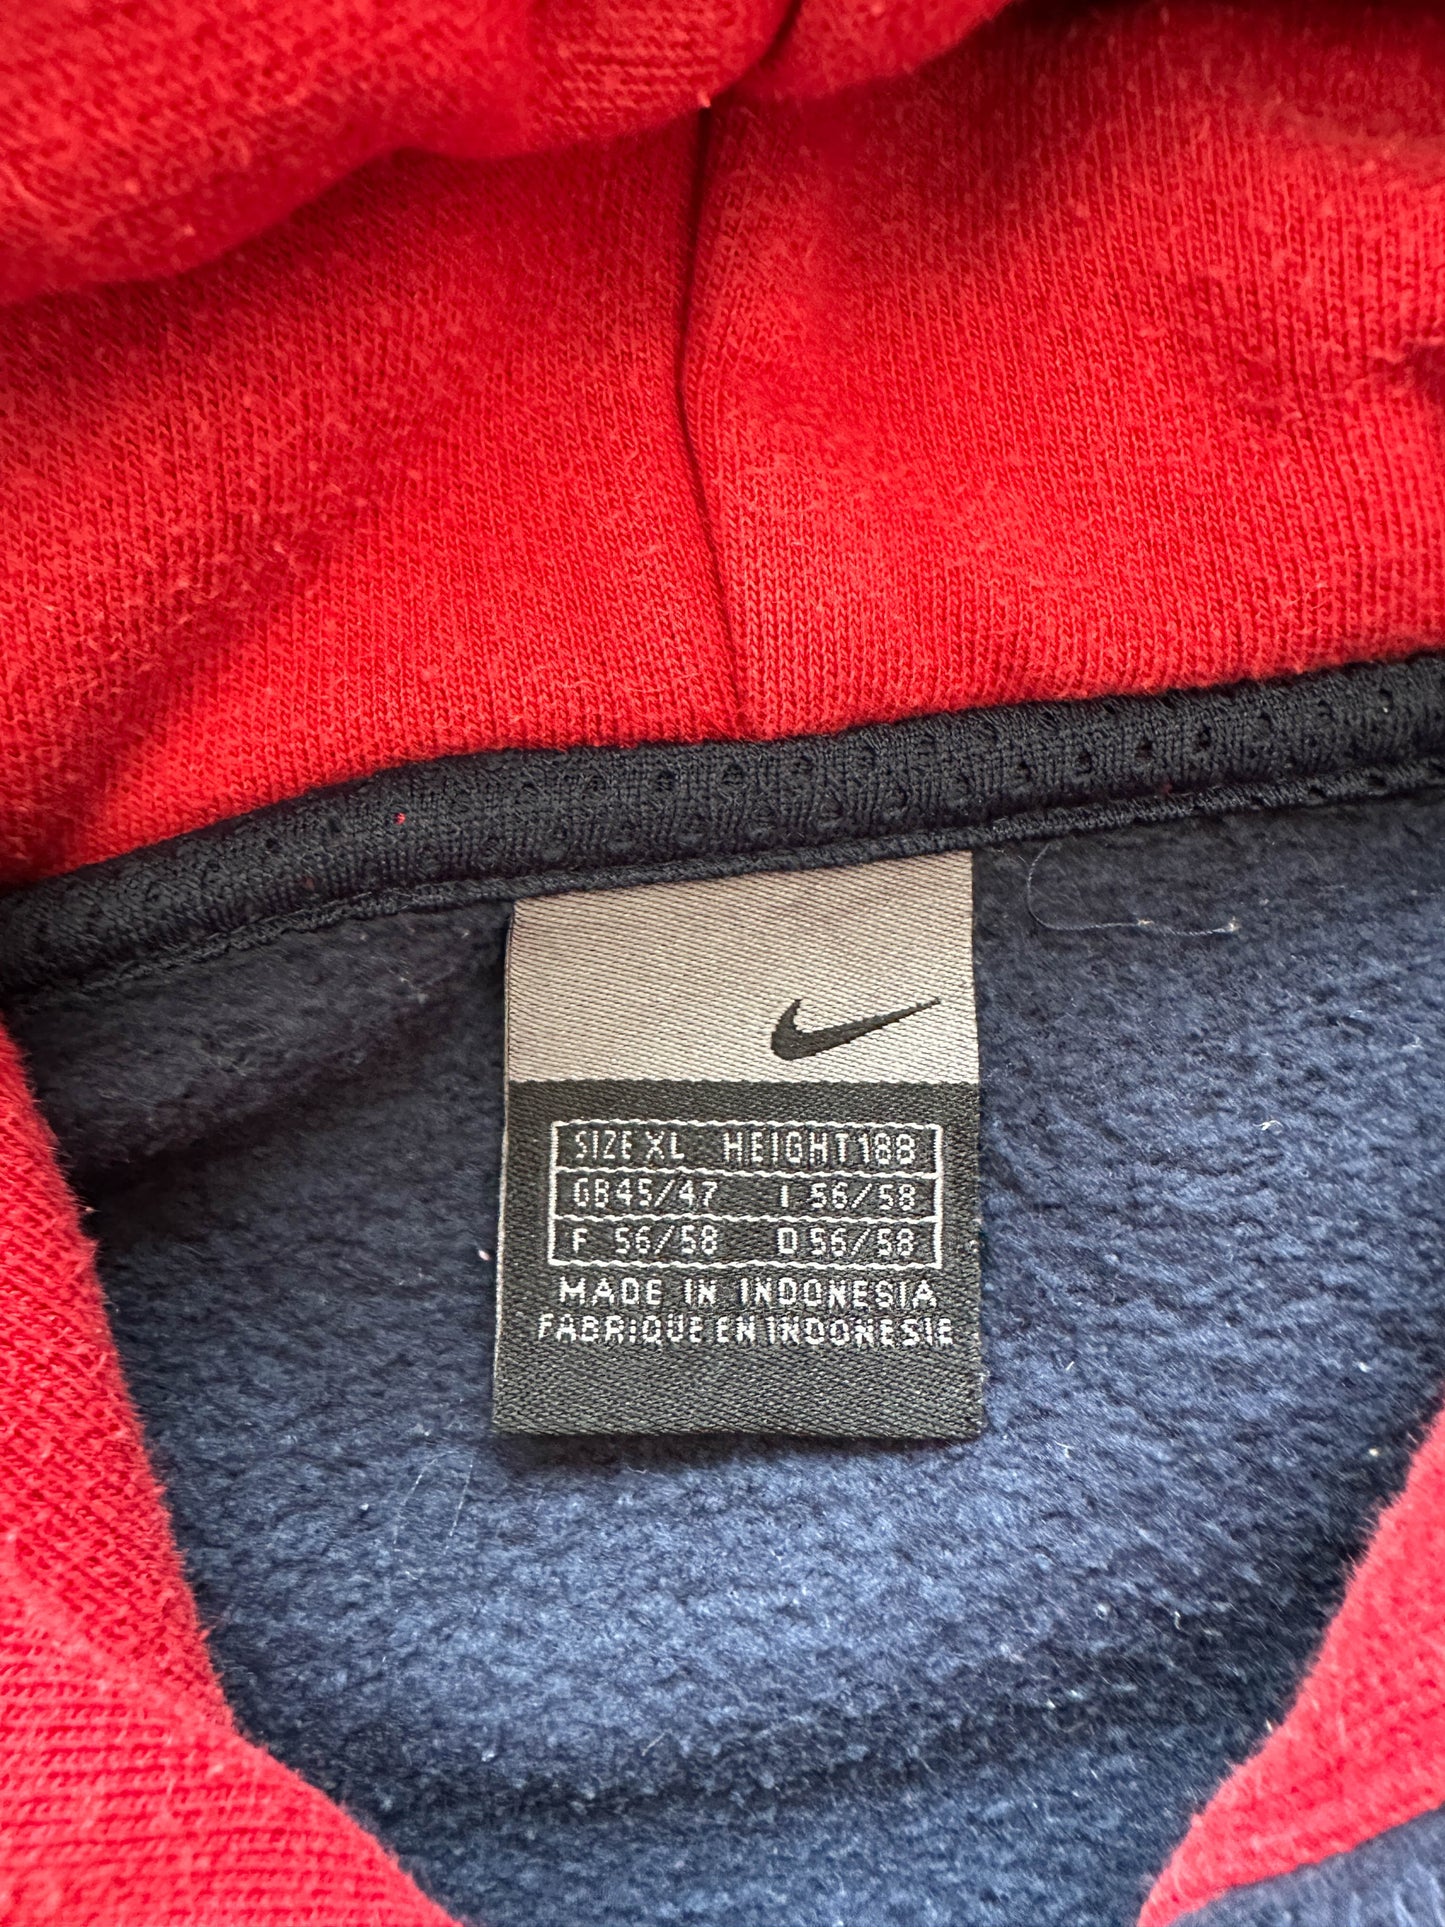 SIZE XL HEIGHT 188
GB 45/47 I 56/58
F 56/58 D 56/58
MADE IN INDONESIA
FABRIQUE EN INDONESIE